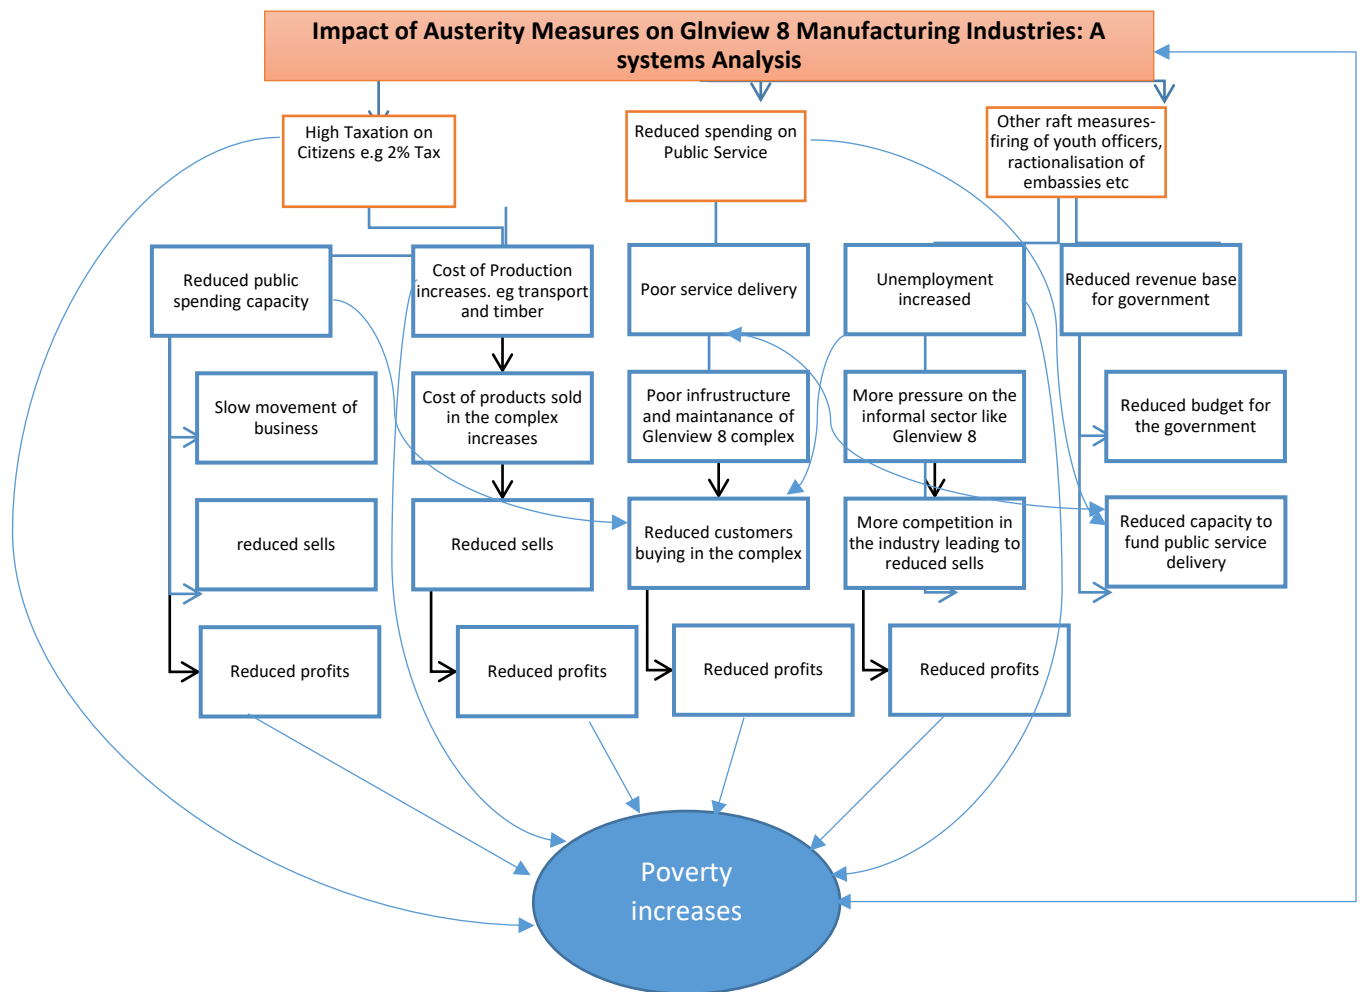 Impact of Austerity Measures on Glnview 8 Manufacturing Industries: A
systems Analysis
High Taxation on
Citizens e.g 2% Tax
Reduced spending on
Public Service
Other raft measures-
firing of youth officers,
ractionalisation of
embassies etc
Reduced public
spending capacity
Cost of Production
increases. eg transport
and timber
Poor service delivery
Unemployment
increased
Reduced revenue base
for government
Slow movement of
business
Cost of products sold
in the complex
increases
Poor infrustructure
and maintanance of
Glenview 8 complex
More pressure on the
informal sector like
Glenview 8
Reduced budget for
the government
reduced sells
Reduced sells
Reduced customers
buying in the complex
More competition in
the industry leading to
reduced sells
Reduced capacity to
fund public service
delivery
Reduced profits
Reduced profits
Reduced profits
Reduced profits
Poverty
increases